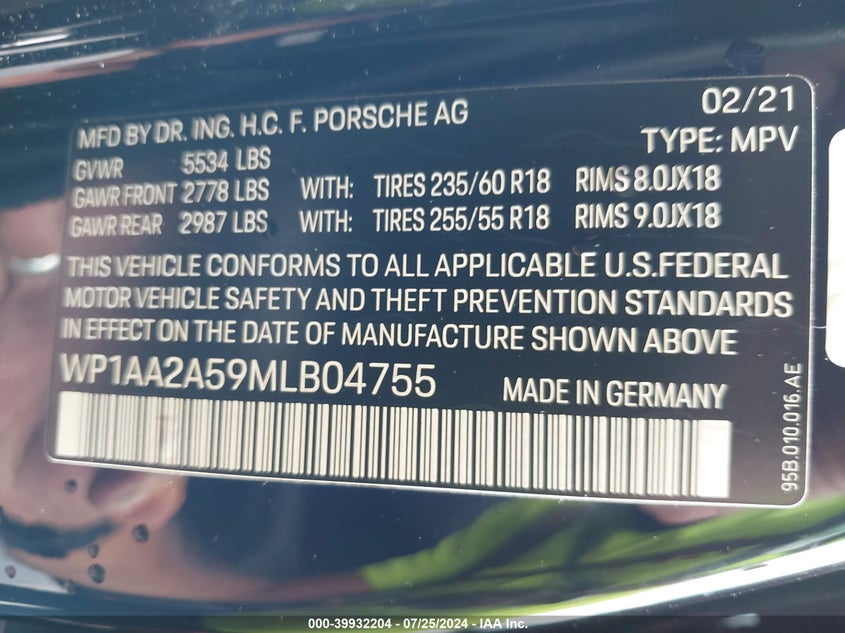 MFD BY DR. ING. H.C. F. PORSCHE AG 02/21
TYPE: MPV
GVWR 5534 LBS
GAWR FRONT 2778 LBS WITH: TIRES 235/60 R18 RIMS 8.0JX18
GAWR REAR 2987 LBS WITH: TIRES 255/55 R18 RIMS 9.0JX18
THIS VEHICLE CONFORMS TO ALL APPLICABLE U.S.FEDERAL
MOTOR VEHICLE SAFETY AND THEFT PREVENTION STANDARDS
IN EFFECT ON THE DATE OF MANUFACTURE SHOWN ABOVE
WP1AA2A59MLB04755 MADE IN GERMANY
95B.010.016.AE
000-39932204 - 07/25/2024 - IAA Inc.